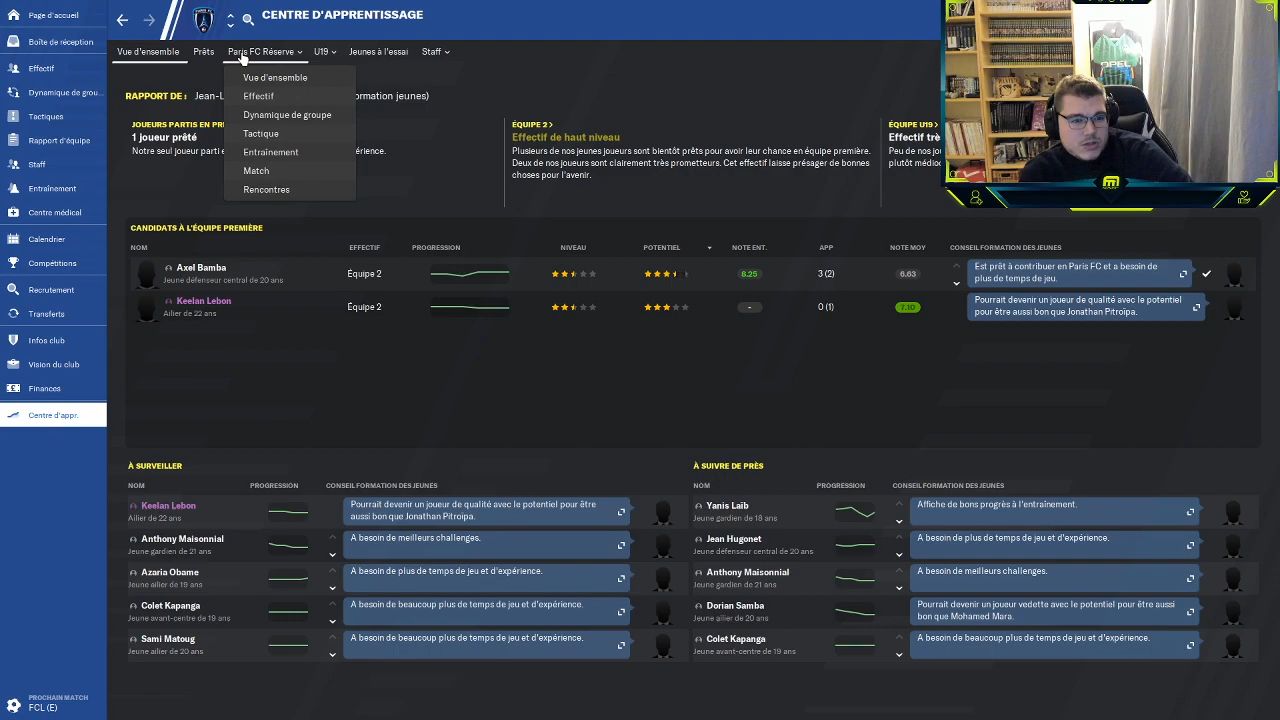 Page d'accueil
CENTRE D'APPRENTISSAGE
Boîte de réception
Effectif
Dynamique de grou...
Tactiques
Rapport d'équipe
Staff
Entraînement
Centre médical
Calendrier
Compétitions
Recrutement
Transferts
Infos club
Vision du club
Finances
Centre d'appr.
PROCHAIN MATCH
FCL (E)
Vue d'ensemble Prêts Paris FC Réserve U19 Jeunes à l'essai Staff
Vue d'ensemble
Effectif
Dynamique de groupe
Tactique
Entraînement
Match
Rencontres
RAPPORT DE : Jean-L ormation jeunes)
JOUEURS PARTIS EN PR
1 joueur prêté
Notre seul joueur parti e érience.
ÉQUIPE 2 >
Effectif de haut niveau
Plusieurs de nos jeunes joueurs sont bientôt prêts pour avoir leur chance en équipe première.
Deux de nos jeunes sont clairement très prometteurs. Cet effectif laisse présager de bonnes
choses pour l'avenir.
ÉQUIPE U19 >
Effectif trè
Peu de nos jo
plutôt médioc
OPEL
CANDIDATS À L'ÉQUIPE PREMIÈRE
NOM EFFECTIF PROGRESSION NIVEAU POTENTIEL NOTE ENT. APP NOTE MOY CONSEIL FORMATION DES JEUNES
Axel Bamba
Jeune défenseur central de 20 ans
Équipe 2 8.25 3 (2) 6.63
Est prêt à contribuer en Paris FC et a besoin de
plus de temps de jeu.
Keelan Lebon
Ailier de 22 ans
Équipe 2 - 0 (1) 7.10
Pourrait devenir un joueur de qualité avec le potentiel
pour être aussi bon que Jonathan Pitroipa.
À SURVEILLER
NOM PROGRESSION CONSEIL FORMATION DES JEUNES
Keelan Lebon
Ailier de 22 ans
Pourrait devenir un joueur de qualité avec le potentiel pour être
aussi bon que Jonathan Pitroipa.
Anthony Maisonnial
Jeune gardien de 21 ans
A besoin de meilleurs challenges.
Azaria Obame
Jeune ailier de 19 ans
A besoin de plus de temps de jeu et d'expérience.
Colet Kapanga
Jeune avant-centre de 19 ans
A besoin de beaucoup plus de temps de jeu et d'expérience.
Sami Matoug
Jeune ailier de 20 ans
A besoin de beaucoup plus de temps de jeu et d'expérience.
À SUIVRE DE PRÈS
NOM PROGRESSION CONSEIL FORMATION DES JEUNES
Yanis Laib
Jeune gardien de 18 ans
Affiche de bons progrès à l'entraînement.
Jean Hugonet
Jeune défenseur central de 20 ans
A besoin de plus de temps de jeu et d'expérience.
Anthony Maisonnial
Jeune gardien de 21 ans
A besoin de meilleurs challenges.
Dorian Samba
Jeune ailier de 20 ans
Pourrait devenir un joueur vedette avec le potentiel pour être aussi
bon que Mohamed Mara.
Colet Kapanga
Jeune avant-centre de 19 ans
A besoin de beaucoup plus de temps de jeu et d'expérience.